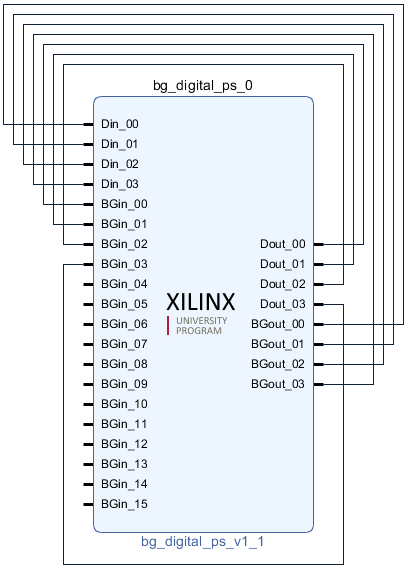 bg_digital_ps_0
Din_00
Din_01
Din_02
Din_03
BGin_00
BGin_01
BGin_02
BGin_03
BGin_04
BGin_05
BGin_06
BGin_07
BGin_08
BGin_09
BGin_10
BGin_11
BGin_12
BGin_13
BGin_14
BGin_15
XILINX
UNIVERSITY
PROGRAM
Dout_00
Dout_01
Dout_02
Dout_03
BGout_00
BGout_01
BGout_02
BGout_03
bg_digital_ps_v1_1